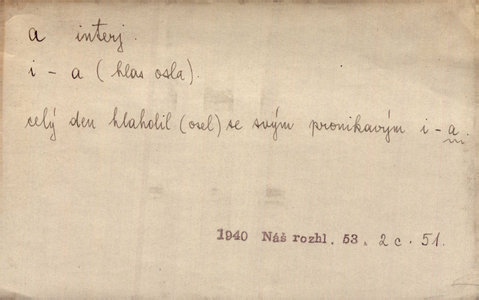 a interj.
i – a (hlas osla).
celý den hlaholil (osel) se svým pronikavým i – a.
1940 Náš rozhl. 53, 2 c. 51.